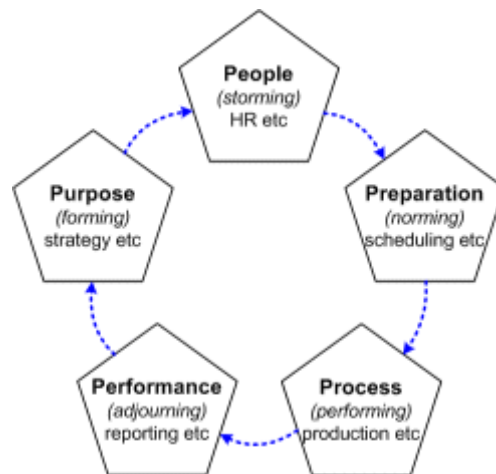 People
(storming)
HR etc
Preparation
(norming)
scheduling etc
Process
(performing)
production etc
Performance
(adjourning)
reporting etc
Purpose
(forming)
strategy etc